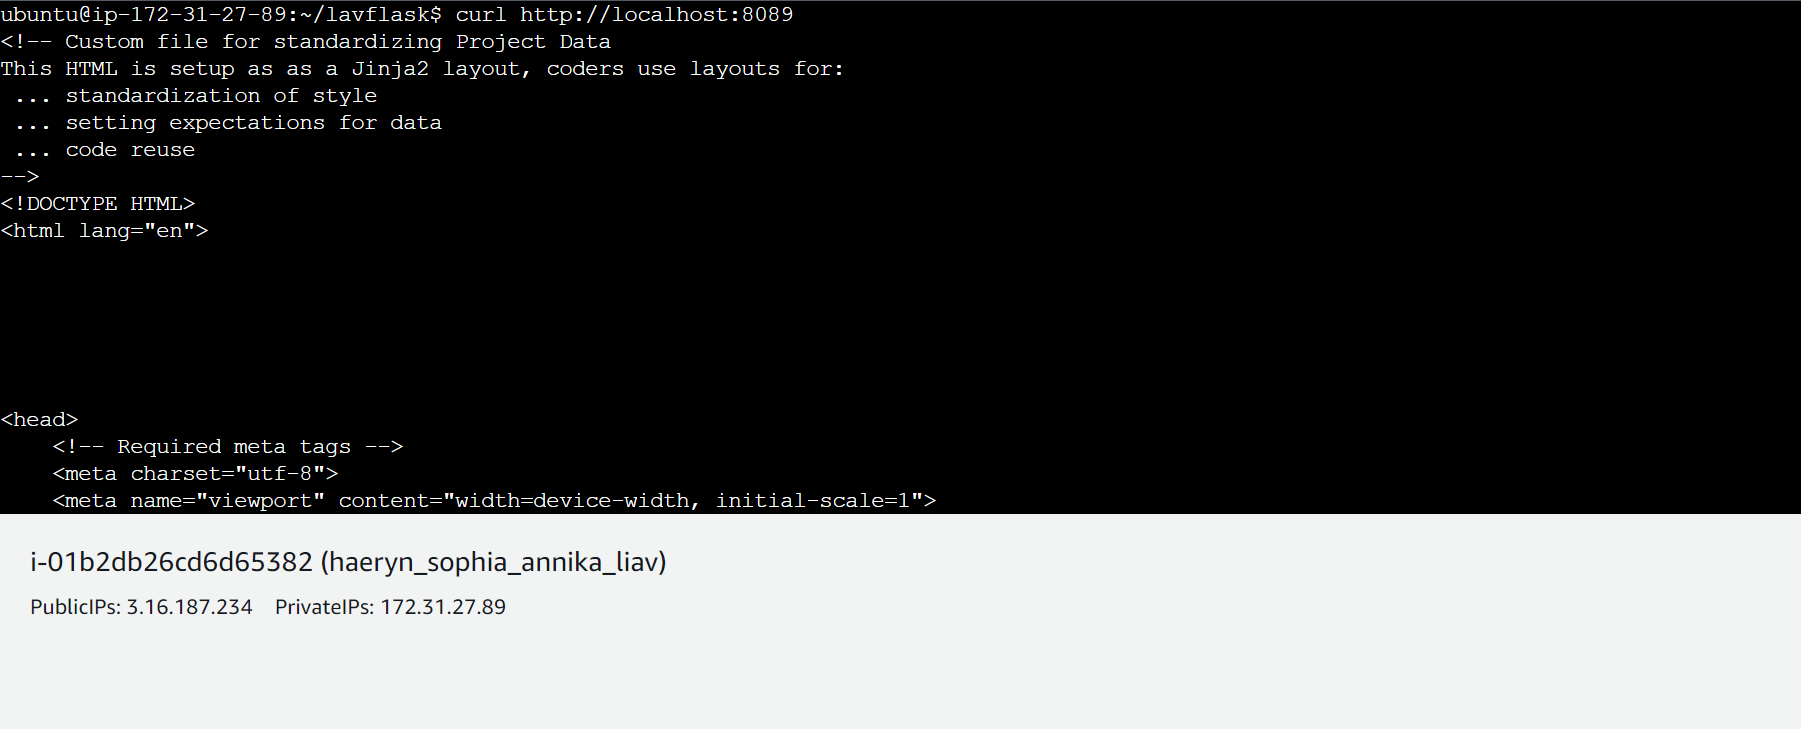 ubuntu@ip-172-31-27-89:~/lavflask$ curl http://localhost:8089
<!-- Custom file for standardizing Project Data
This HTML is setup as as a Jinja2 layout, coders use layouts for:
 ... standardization of style
 ... setting expectations for data
 ... code reuse
-->
<!DOCTYPE HTML>
<html lang="en">
<head>
    <!-- Required meta tags -->
    <meta charset="utf-8">
    <meta name="viewport" content="width=device-width, initial-scale=1">
i-01b2db26cd6d65382 (haeryn_sophia_annika_liav)
PublicIPs: 3.16.187.234    PrivateIPs: 172.31.27.89